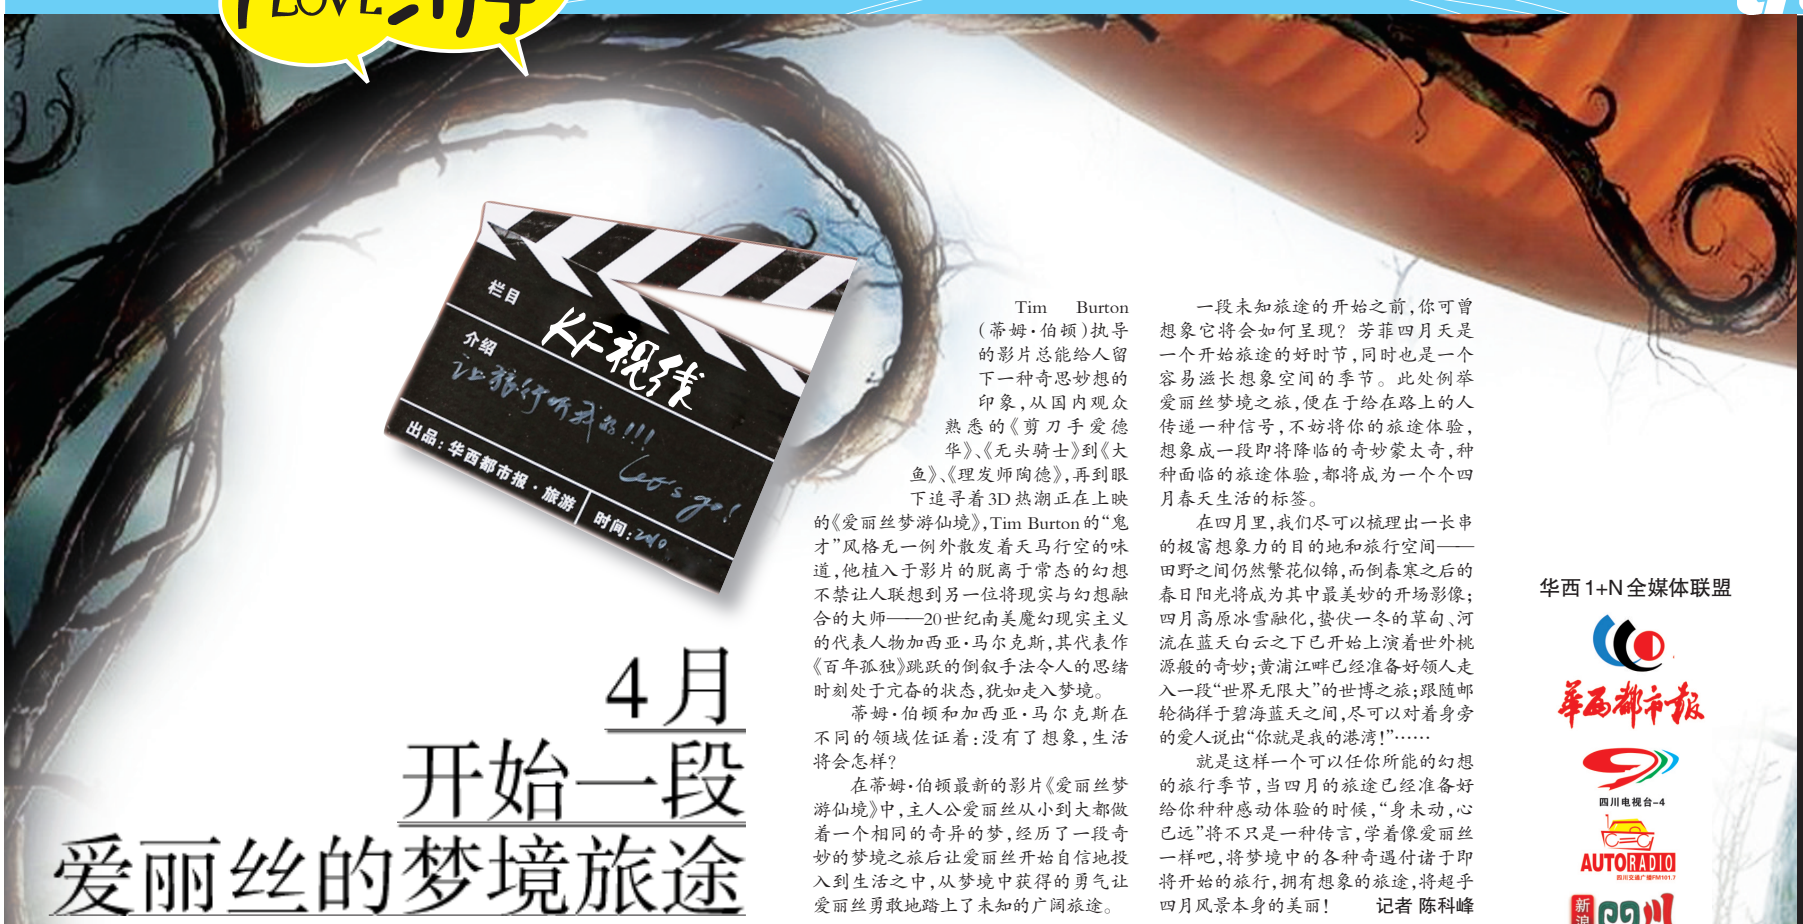 I LOVE
栏目
KF视线
介绍
让旅行听我的!!!
Let's go!
出品:华西都市报·旅游
时间:2010
4月
开始一段
爱丽丝的梦境旅途
Tim Burton
(蒂姆·伯顿)执导
的影片总能给人留
下一种奇思妙想的
印象,从国内观众
熟悉的《剪刀手爱德
华》、《无头骑士》到《大
鱼》、《理发师陶德》,再到眼
下追寻着3D热潮正在上映
的《爱丽丝梦游仙境》,Tim Burton的“鬼
才”风格无一例外散发着天马行空的味
道,他植入于影片的脱离于常态的幻想
不禁让人联想到另一位将现实与幻想融
合的大师——20世纪南美魔幻现实主义
的代表人物加西亚·马尔克斯,其代表作
《百年孤独》跳跃的倒叙手法令人的思绪
时刻处于亢奋的状态,犹如走入梦境。
蒂姆·伯顿和加西亚·马尔克斯在
不同的领域佐证着:没有了想象,生活
将会怎样?
在蒂姆·伯顿最新的影片《爱丽丝梦
游仙境》中,主人公爱丽丝从小到大都做
着一个相同的奇异的梦,经历了一段奇
妙的梦境之旅后让爱丽丝开始自信地投
入到生活之中,从梦境中获得的勇气让
爱丽丝勇敢地踏上了未知的广阔旅途。
一段未知旅途的开始之前,你可曾
想象它将会如何呈现?芳菲四月天是
一个开始旅途的好时节,同时也是一个
容易滋长想象空间的季节。此处例举
爱丽丝梦境之旅,便在于给在路上的人
传递一种信号,不妨将你的旅途体验,
想象成一段即将降临的奇妙蒙太奇,种
种面临的旅途体验,都将成为一个个四
月春天生活的标签。
在四月里,我们尽可以梳理出一长串
的极富想象力的目的地和旅行空间——
田野之间仍然繁花似锦,而倒春寒之后的
春日阳光将成为其中最美妙的开场影像;
四月高原冰雪融化,蛰伏一冬的草甸、河
流在蓝天白云之下已开始上演着世外桃
源般的奇妙;黄浦江畔已经准备好领人走
入一段“世界无限大”的世博之旅;跟随邮
轮徜徉于碧海蓝天之间,尽可以对着身旁
的爱人说出“你就是我的港湾!”……
就是这样一个可以任你所能的幻想
的旅行季节,当四月的旅途已经准备好
给你种种感动体验的时候,“身未动,心
已远”将不只是一种传言,学着像爱丽丝
一样吧,将梦境中的各种奇遇付诸于即
将开始的旅行,拥有想象的旅途,将超乎
四月风景本身的美丽! 记者 陈科峰
华西1+N全媒体联盟
华西都市报
四川电视台-4
AUTORADIO
四川交通广播FM101.7
新浪
四川